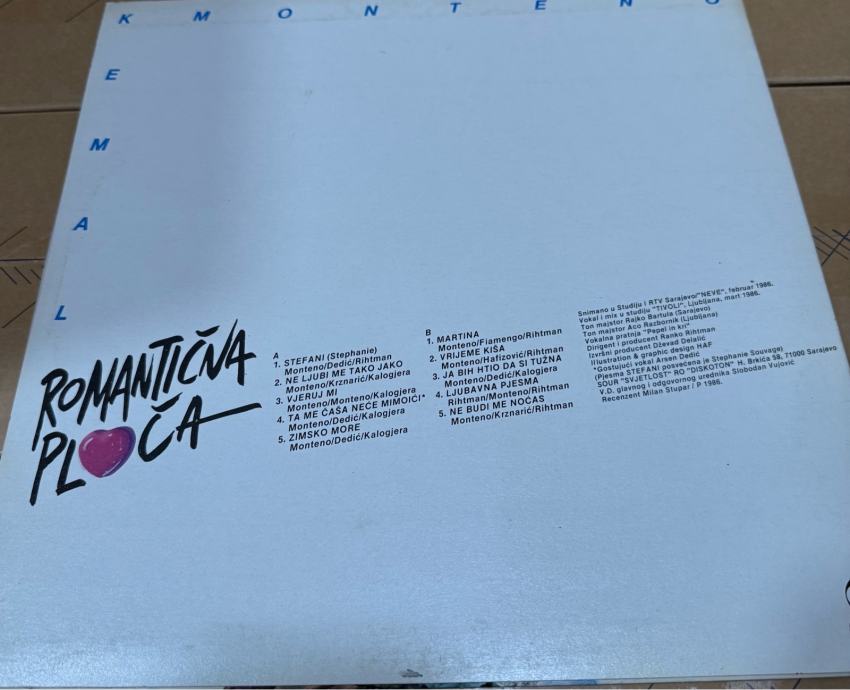 K M O N T E N O
E
M
A
L
ROMANTIČNA
PLOČA
A
1. STEFANI (Stephanie)
Monteno/Dedić/Rihtman
2. NE LJUBI ME TAKO JAKO
Monteno/Krznarić/Kalogjera
3. VJERUJ MI
Monteno/Monteno/Kalogjera
4. TA ME ČAŠA NEĆE MIMOIĆI*
Monteno/Dedić/Kalogjera
5. ZIMSKO MORE
Monteno/Dedić/Kalogjera
B
1. MARTINA
Monteno/Fiamengo/Rihtman
2. VRIJEME KIŠA
Monteno/Hafizović/Rihtman
3. JA BIH HTIO DA SI TUŽNA
Monteno/Dedić/Kalogjera
4. LJUBAVNA PJESMA
Rihtman/Monteno/Rihtman
5. NE BUDI ME NOĆAS
Monteno/Krznarić/Rihtman
Snimano u Studiju I RTV Sarajevo/"NEVE", februar 1986.
Vokal i mix u studiju "TIVOLI", Ljubljana, mart 1986.
Ton majstor Rajko Bartula (Sarajevo)
Ton majstor Aco Razbornik (Ljubljana)
Vokalna pratnja "Pepel in kri"
Dirigent i producent Ranko Rihtman
Izvršni producent Dževad Delalić
Illustration & graphic design HAF
*Gostujući vokal Arsen Dedić
(Pjesma STEFANI posvećena je Stephanie Souvage)
SOUR "SVJETLOST" RO "DISKOTON" H. Brkića 58, 71000 Sarajevo
V.D. glavnog i odgovornog urednika Slobodan Vujović
Recenzent Milan Stupar / P 1986.